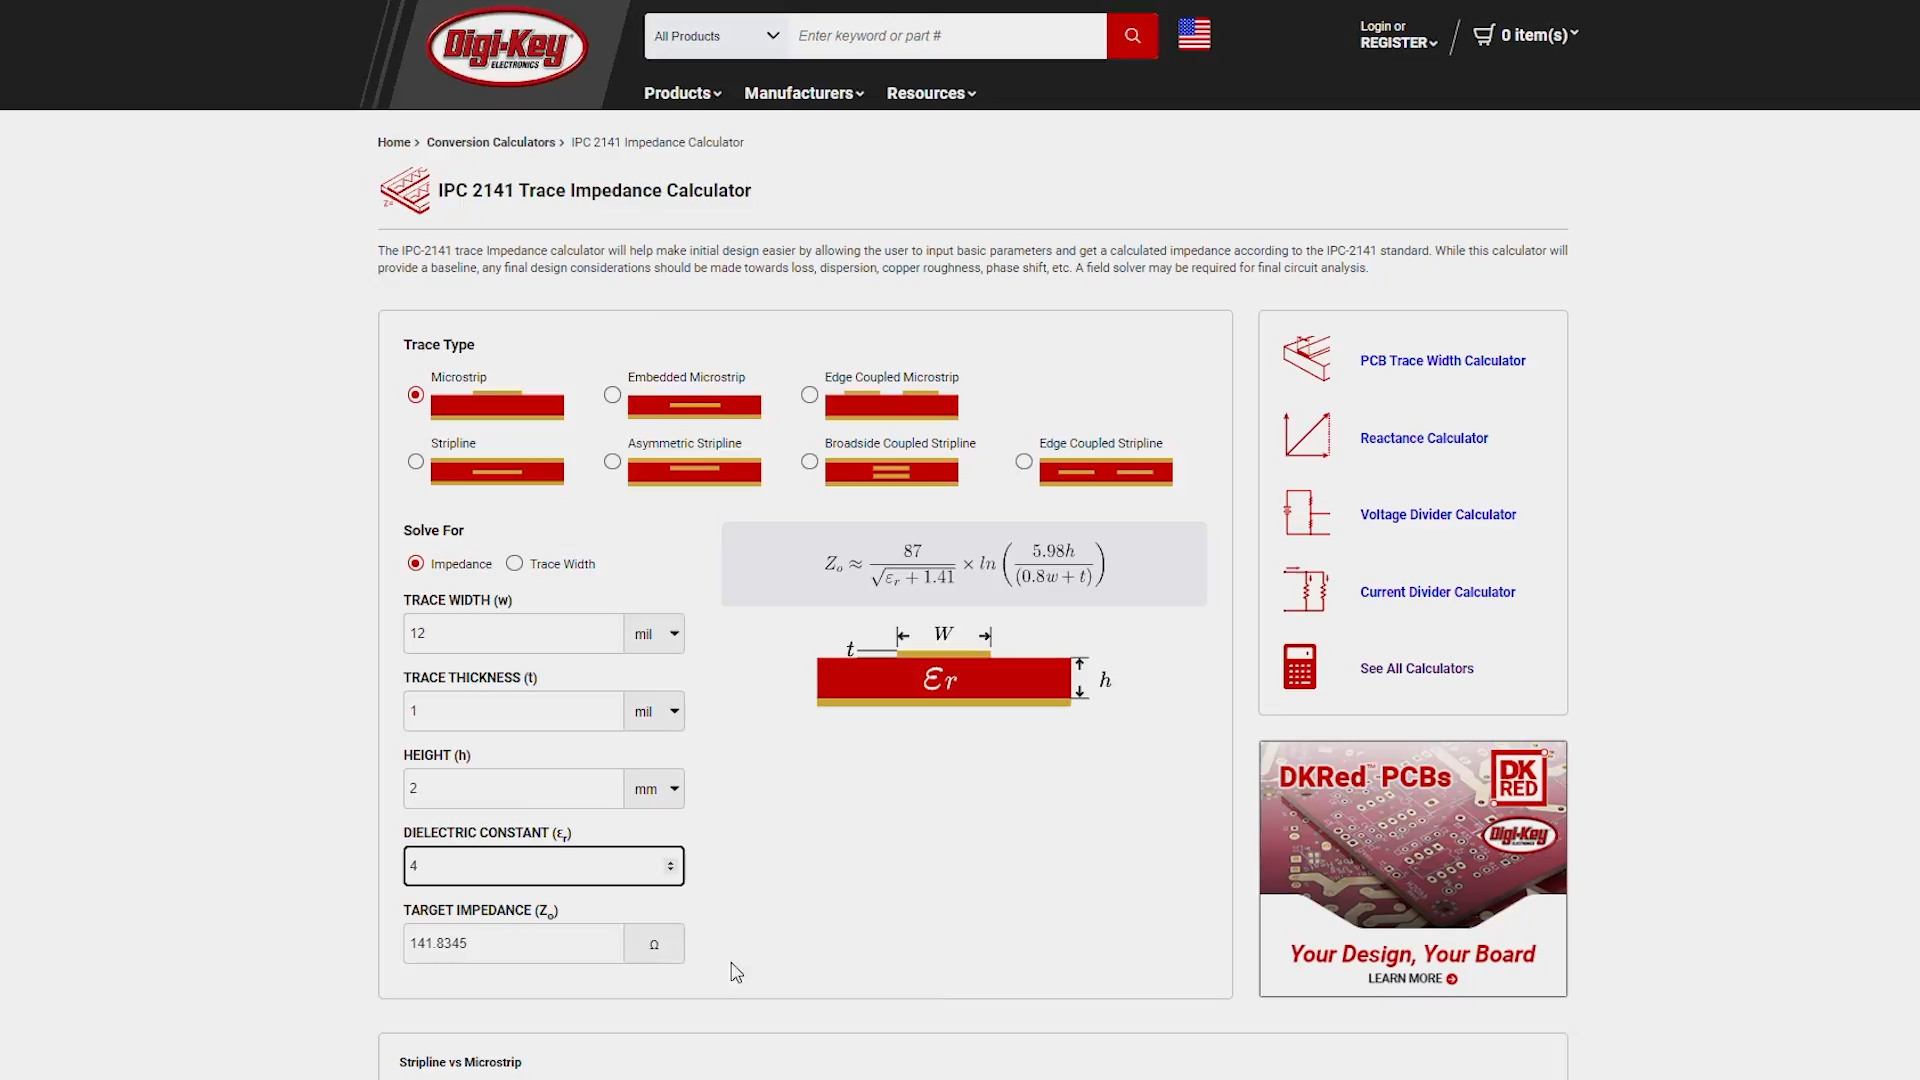 Digi-Key
ELECTRONICS
All Products
Enter keyword or part #
Login or
REGISTER
0 item(s)
Products
Manufacturers
Resources
Home > Conversion Calculators > IPC 2141 Impedance Calculator
Z=
IPC 2141 Trace Impedance Calculator
The IPC-2141 trace Impedance calculator will help make initial design easier by allowing the user to input basic parameters and get a calculated impedance according to the IPC-2141 standard. While this calculator will
provide a baseline, any final design considerations should be made towards loss, dispersion, copper roughness, phase shift, etc. A field solver may be required for final circuit analysis.
Trace Type
Microstrip
Embedded Microstrip
Edge Coupled Microstrip
Stripline
Asymmetric Stripline
Broadside Coupled Stripline
Edge Coupled Stripline
Solve For
Impedance
Trace Width
Z_o ≈ 87/√(ε_r + 1.41) × ln (5.98h/(0.8w + t))
TRACE WIDTH (w)
12
mil
TRACE THICKNESS (t)
1
mil
HEIGHT (h)
2
mm
DIELECTRIC CONSTANT (ε_r)
4
TARGET IMPEDANCE (Z_o)
141.8345
Ω
W
t
εr
h
PCB Trace Width Calculator
Reactance Calculator
Voltage Divider Calculator
Current Divider Calculator
See All Calculators
DKRed™ PCBs
DK
RED
Digi-Key
Your Design, Your Board
LEARN MORE
Stripline vs Microstrip